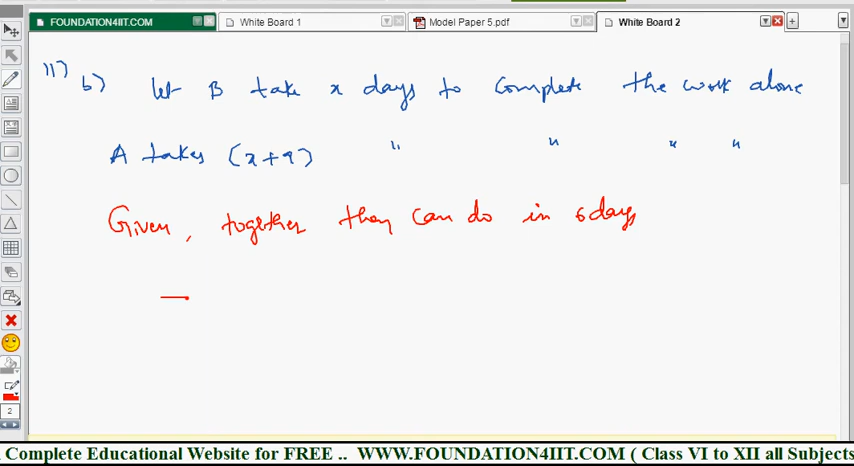 FOUNDATION4IIT.COM White Board 1 Model Paper 5.pdf White Board 2
11) b) let B take x days to complete the work alone
A takes (x+9) " " " "
Given, together they can do in 6 days
2
Complete Educational Website for FREE .. WWW.FOUNDATION4IIT.COM ( Class VI to XII all Subjects